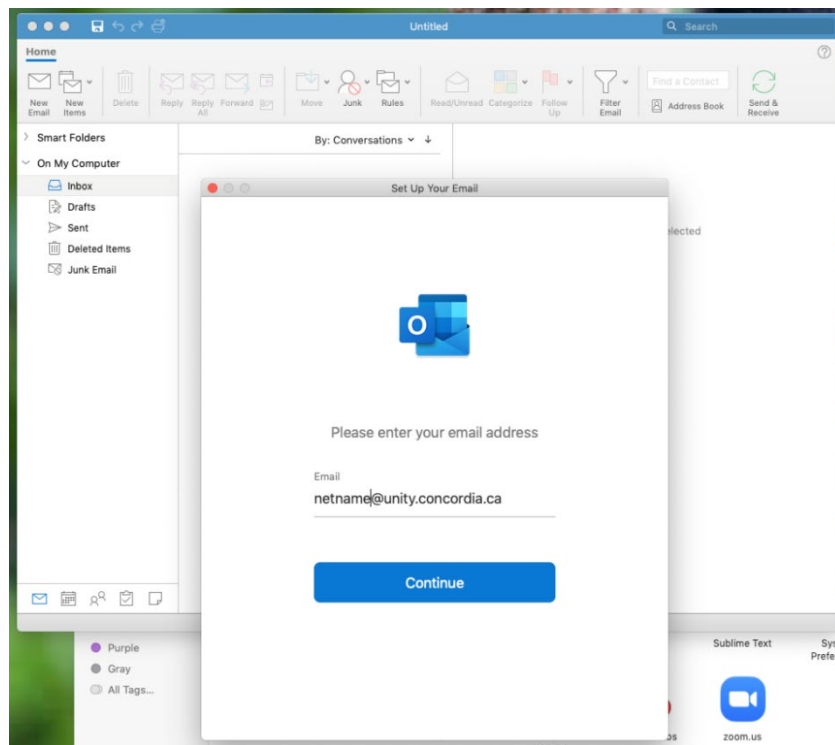 Untitled
Search
Home
New Email
New Items
Delete
Reply
Reply All
Forward
Move
Junk
Rules
Read/Unread
Categorize
Follow Up
Filter Email
Find a Contact
Address Book
Send & Receive
Smart Folders
On My Computer
By: Conversations
Inbox
Drafts
Sent
Deleted Items
Junk Email
Set Up Your Email
elected
O
Please enter your email address
Email
netname@unity.concordia.ca
Continue
Purple
Gray
All Tags...
Sublime Text
Sys
Prefe
zoom.us